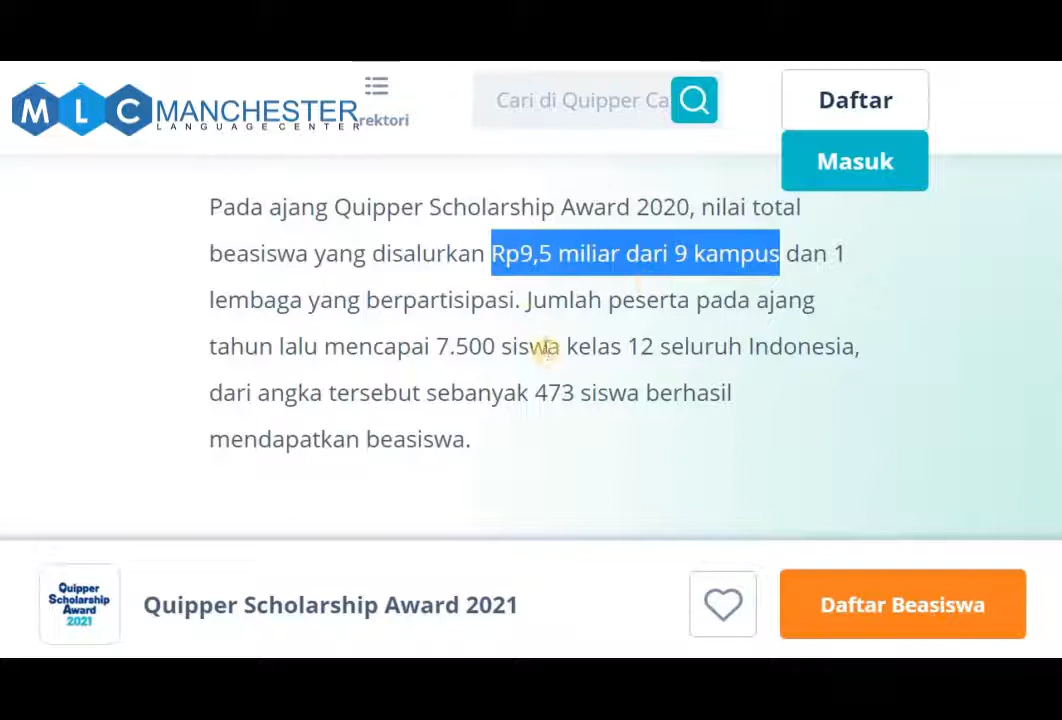 MLC MANCHESTER
LANGUAGE CENTER
rektori
Cari di Quipper Ca
Daftar
Masuk
Pada ajang Quipper Scholarship Award 2020, nilai total
beasiswa yang disalurkan Rp9,5 miliar dari 9 kampus dan 1
lembaga yang berpartisipasi. Jumlah peserta pada ajang
tahun lalu mencapai 7.500 siswa kelas 12 seluruh Indonesia,
dari angka tersebut sebanyak 473 siswa berhasil
mendapatkan beasiswa.
Quipper
Scholarship
Award
2021
Quipper Scholarship Award 2021
Daftar Beasiswa